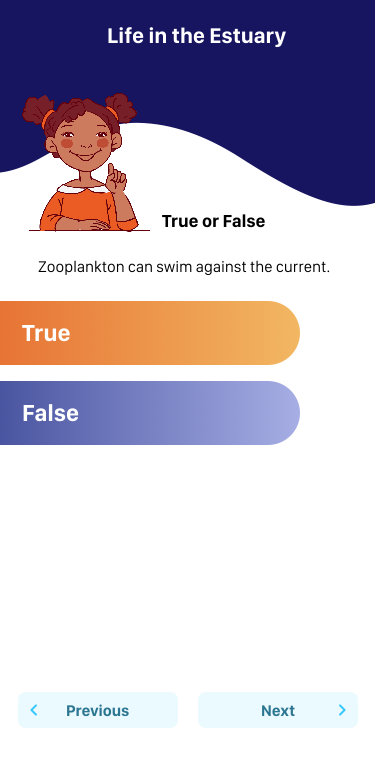 Life in the Estuary
True or False
Zooplankton can swim against the current.
True
False
Previous
Next